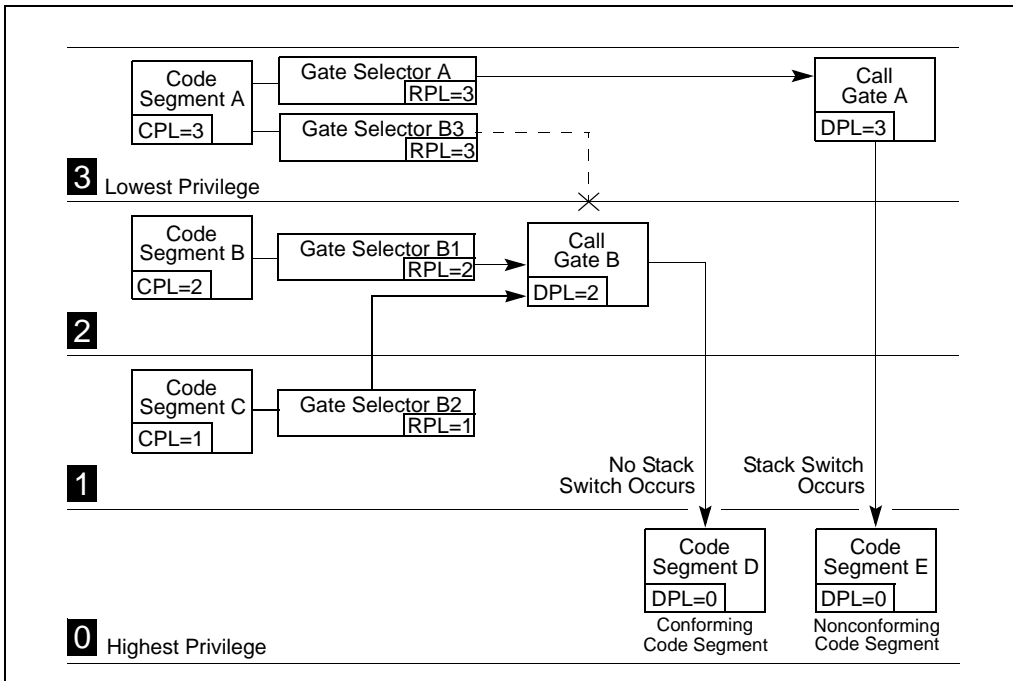 Code
Segment A
CPL=3
Gate Selector A
RPL=3
Gate Selector B3
RPL=3
Call
Gate A
DPL=3
3 Lowest Privilege
Code
Segment B
CPL=2
Gate Selector B1
RPL=2
Call
Gate B
DPL=2
2
Code
Segment C
CPL=1
Gate Selector B2
RPL=1
No Stack
Switch Occurs
Stack Switch
Occurs
1
Code
Segment D
DPL=0
Conforming
Code Segment
Code
Segment E
DPL=0
Nonconforming
Code Segment
0 Highest Privilege